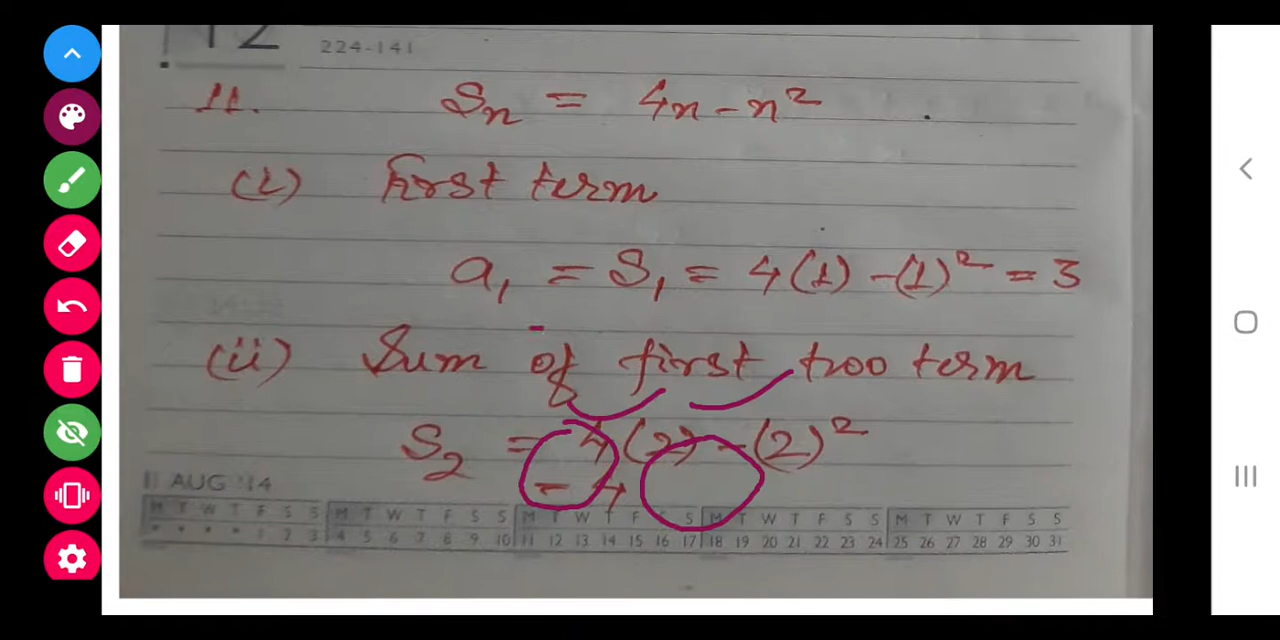 224-141
11. Sn = 4n - n²
(i) First term
a₁ = S₁ = 4(1) - (1)² = 3
(ii) Sum of first two term
S₂ = 4(2) - (2)²
= 4
AUG '14
M T W T F S S M T W T F S S M T W T F S S M T W T F S S M T W T F S S
* * * * 1 2 3 4 5 6 7 8 9 10 11 12 13 14 15 16 17 18 19 20 21 22 23 24 25 26 27 28 29 30 31